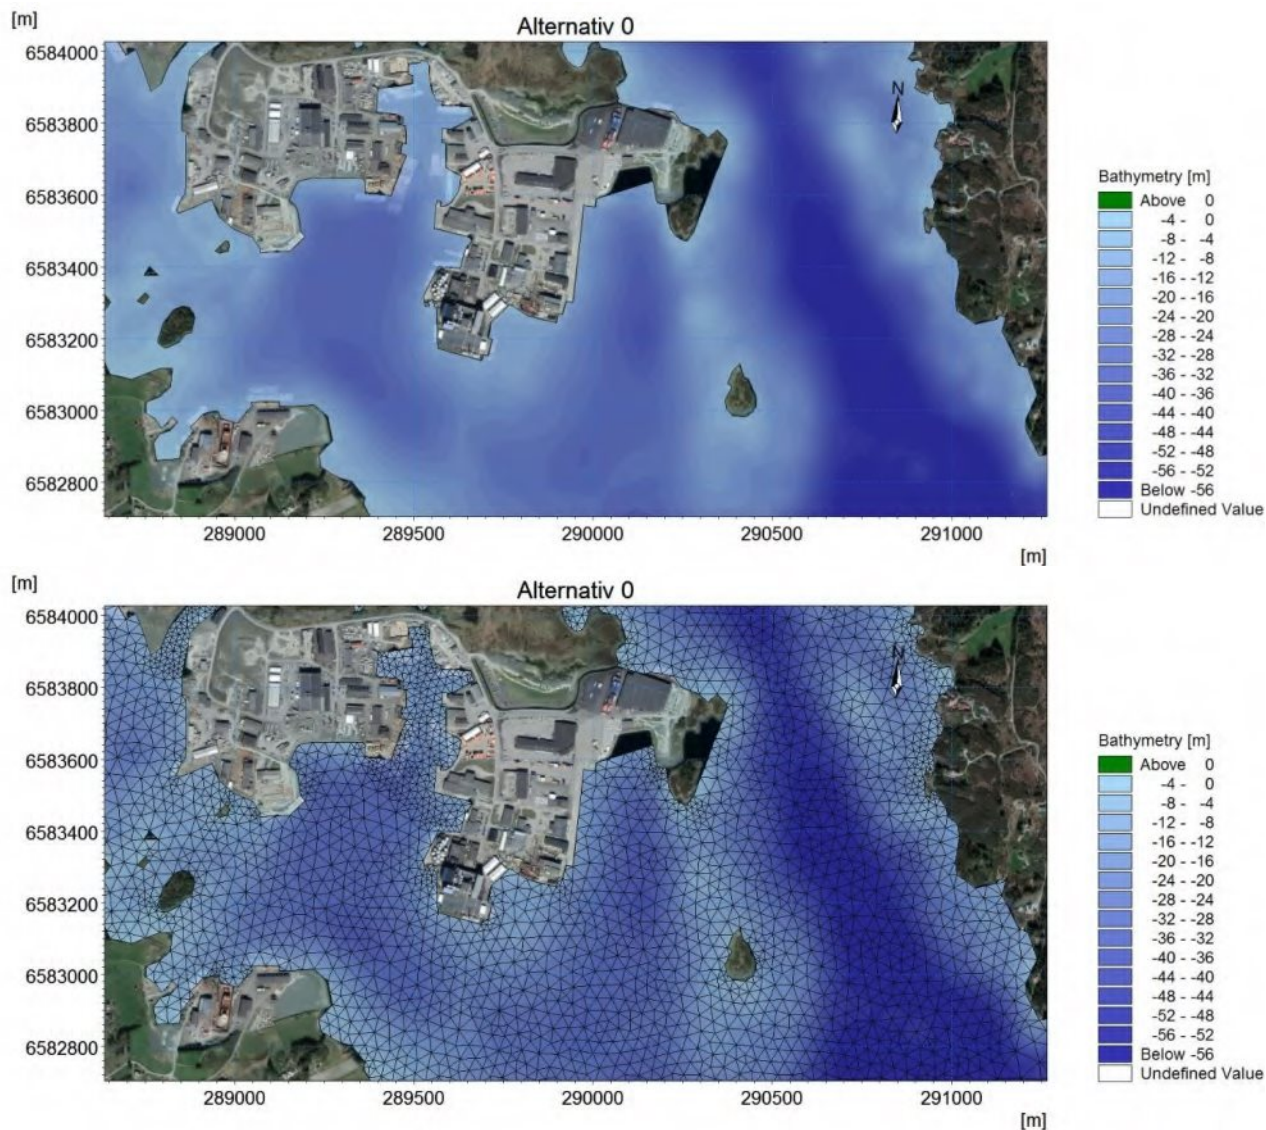 [m]
Alternativ 0
6584000
6583800
6583600
6583400
6583200
6583000
6582800
N
289000 289500 290000 290500 291000
[m]
Bathymetry [m]
Above 0
-4 - 0
-8 - -4
-12 - -8
-16 - -12
-20 - -16
-24 - -20
-28 - -24
-32 - -28
-36 - -32
-40 - -36
-44 - -40
-48 - -44
-52 - -48
-56 - -52
Below -56
Undefined Value
[m]
Alternativ 0
6584000
6583800
6583600
6583400
6583200
6583000
6582800
N
289000 289500 290000 290500 291000
[m]
Bathymetry [m]
Above 0
-4 - 0
-8 - -4
-12 - -8
-16 - -12
-20 - -16
-24 - -20
-28 - -24
-32 - -28
-36 - -32
-40 - -36
-44 - -40
-48 - -44
-52 - -48
-56 - -52
Below -56
Undefined Value